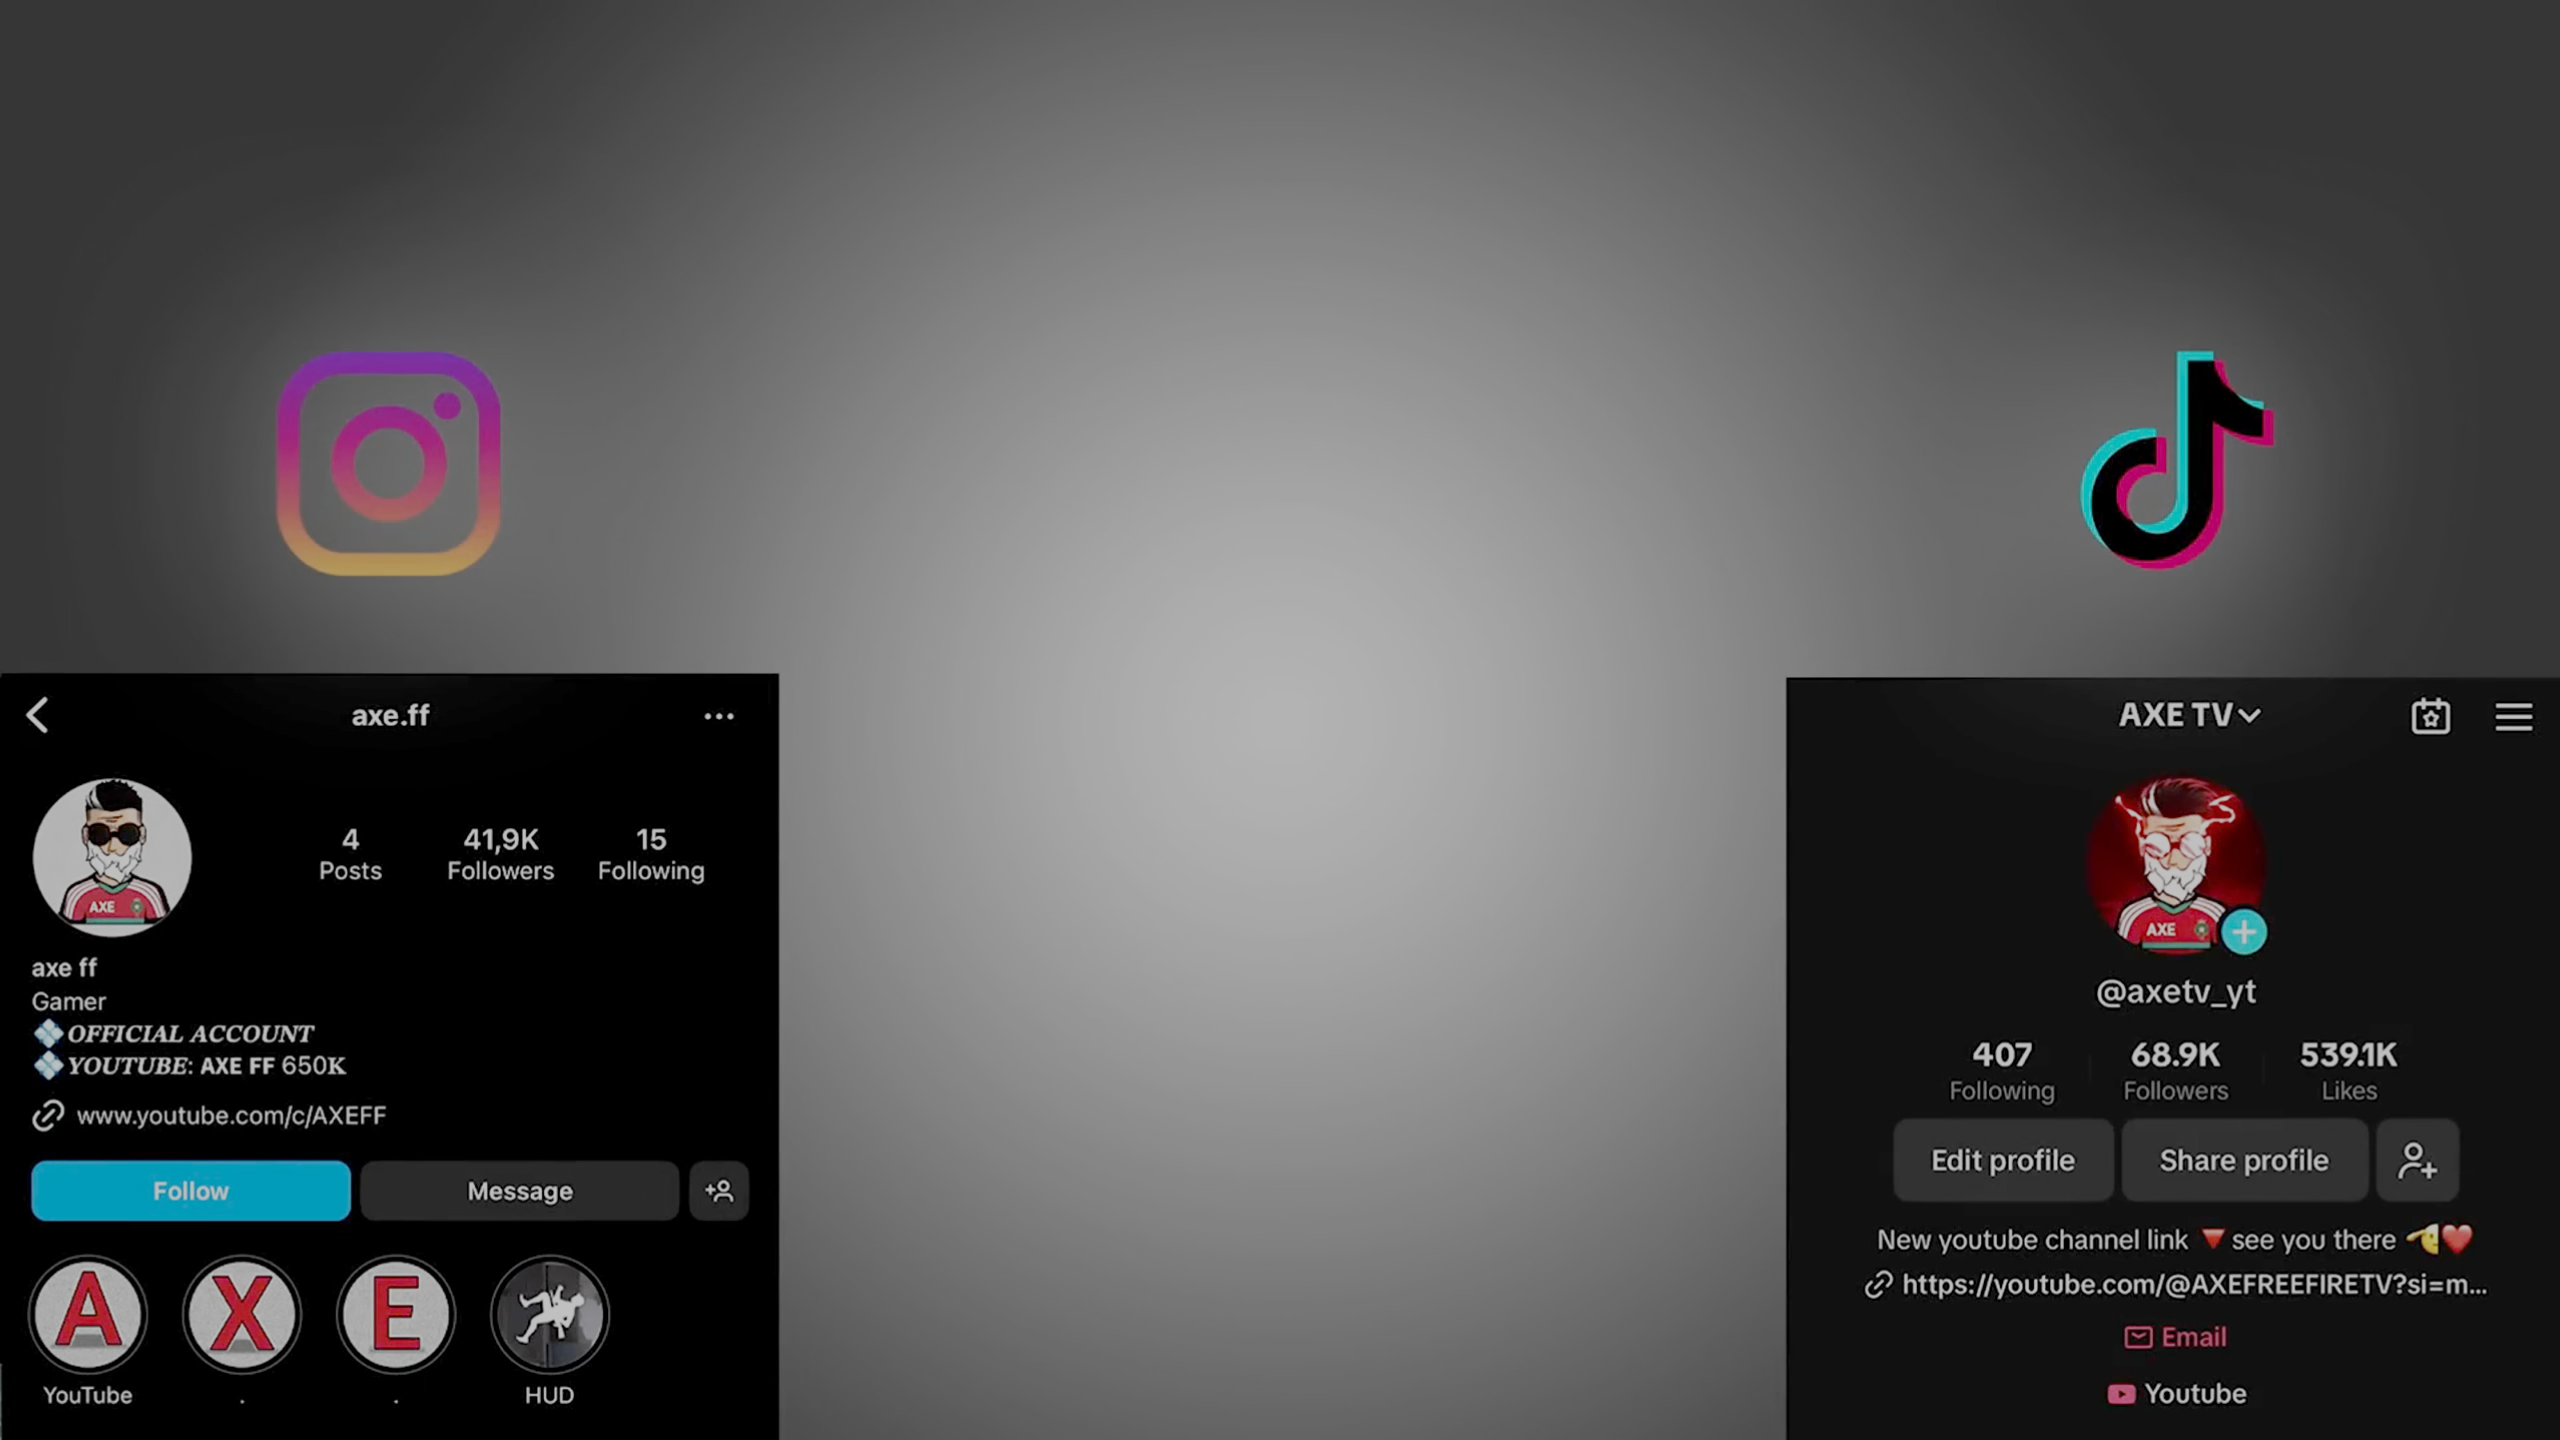 axe.ff
4
Posts
41,9K
Followers
15
Following
AXE
axe ff
Gamer
OFFICIAL ACCOUNT
YOUTUBE: AXE FF 650K
www.youtube.com/c/AXEFF
Follow
Message
A
X
E
YouTube
.
.
HUD
AXE TV
AXE
@axetv_yt
407
Following
68.9K
Followers
539.1K
Likes
Edit profile
Share profile
New youtube channel link 🔻see you there 🫡❤️
https://youtube.com/@AXEFREEFIRETV?si=m...
Email
Youtube